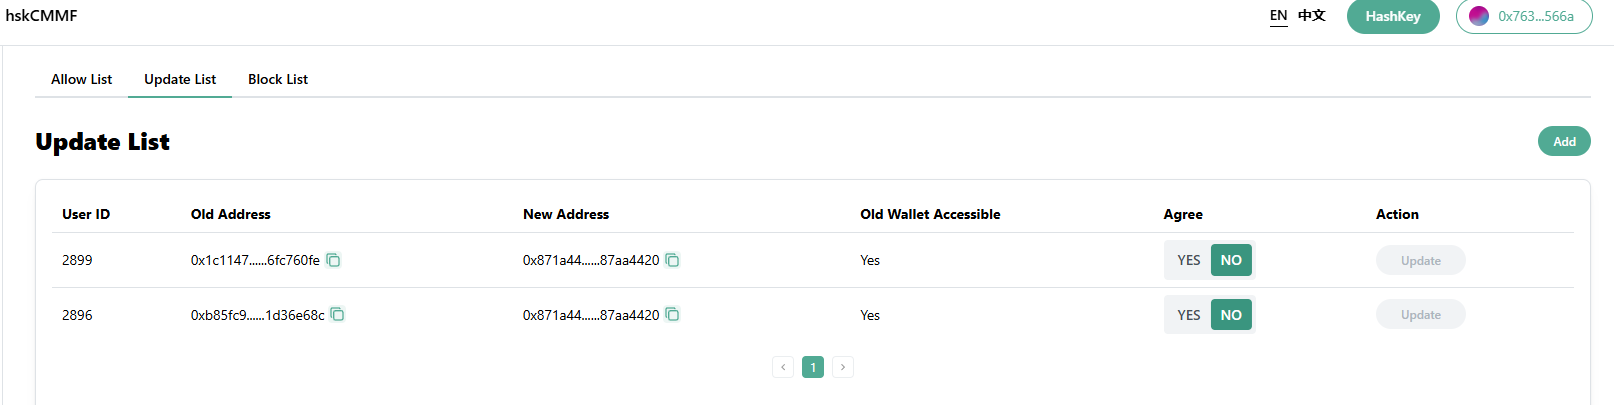 hskCMMF EN 中文 HashKey 0x763...566a
Allow List Update List Block List
Update List Add
User ID Old Address New Address Old Wallet Accessible Agree Action
2899 0x1c1147......6fc760fe 0x871a44......87aa4420 Yes YES NO Update
2896 0xb85fc9......1d36e68c 0x871a44......87aa4420 Yes YES NO Update
< 1 >